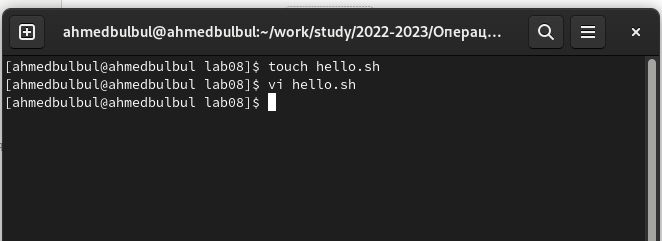 ahmedbulbul@ahmedbulbul:~/work/study/2022-2023/Операц...
[ahmedbulbul@ahmedbulbul lab08]$ touch hello.sh
[ahmedbulbul@ahmedbulbul lab08]$ vi hello.sh
[ahmedbulbul@ahmedbulbul lab08]$